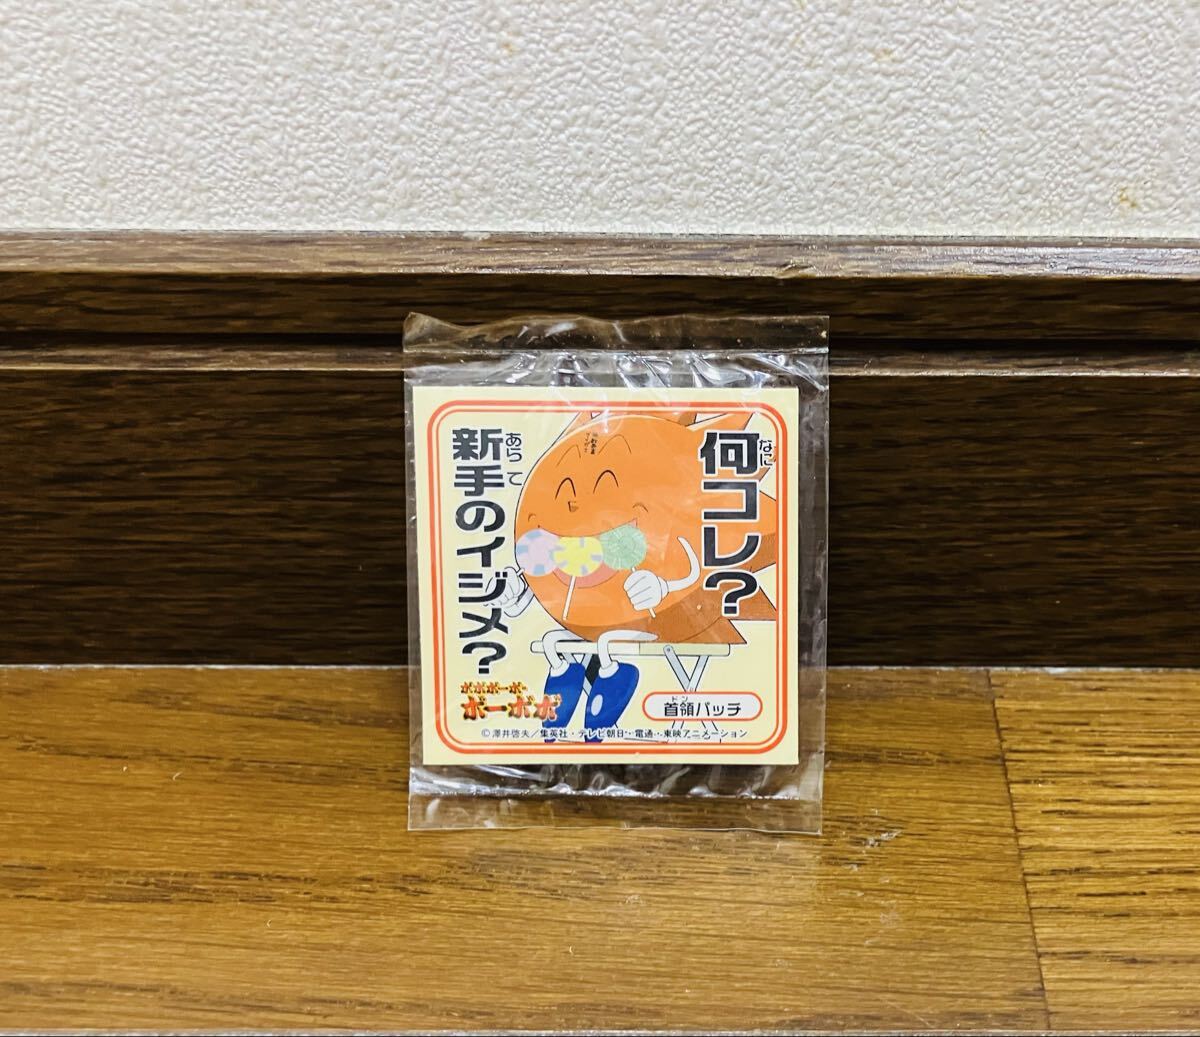 何コレ?
なに
新手のイジメ?
あらて
ボボボーボ・
ボーボボ
ドン
首領パッチ
©澤井啓夫/集英社・テレビ朝日・電通・東映アニメーション